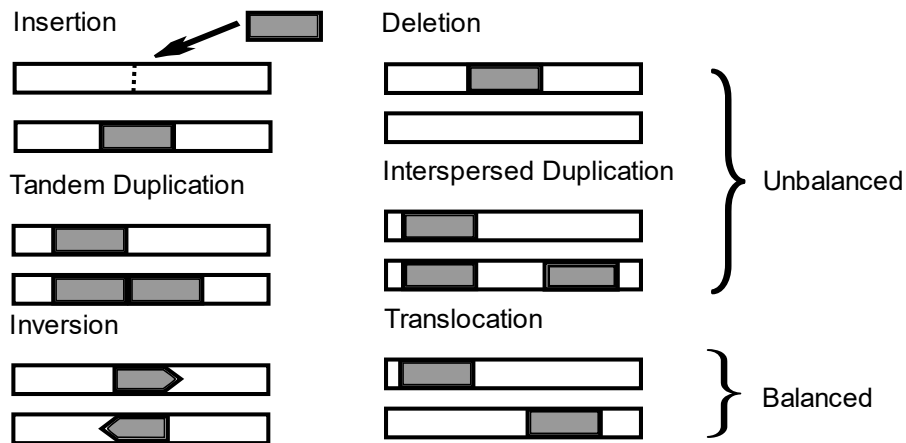 Insertion
Deletion
Tandem Duplication
Interspersed Duplication
Unbalanced
Inversion
Translocation
Balanced